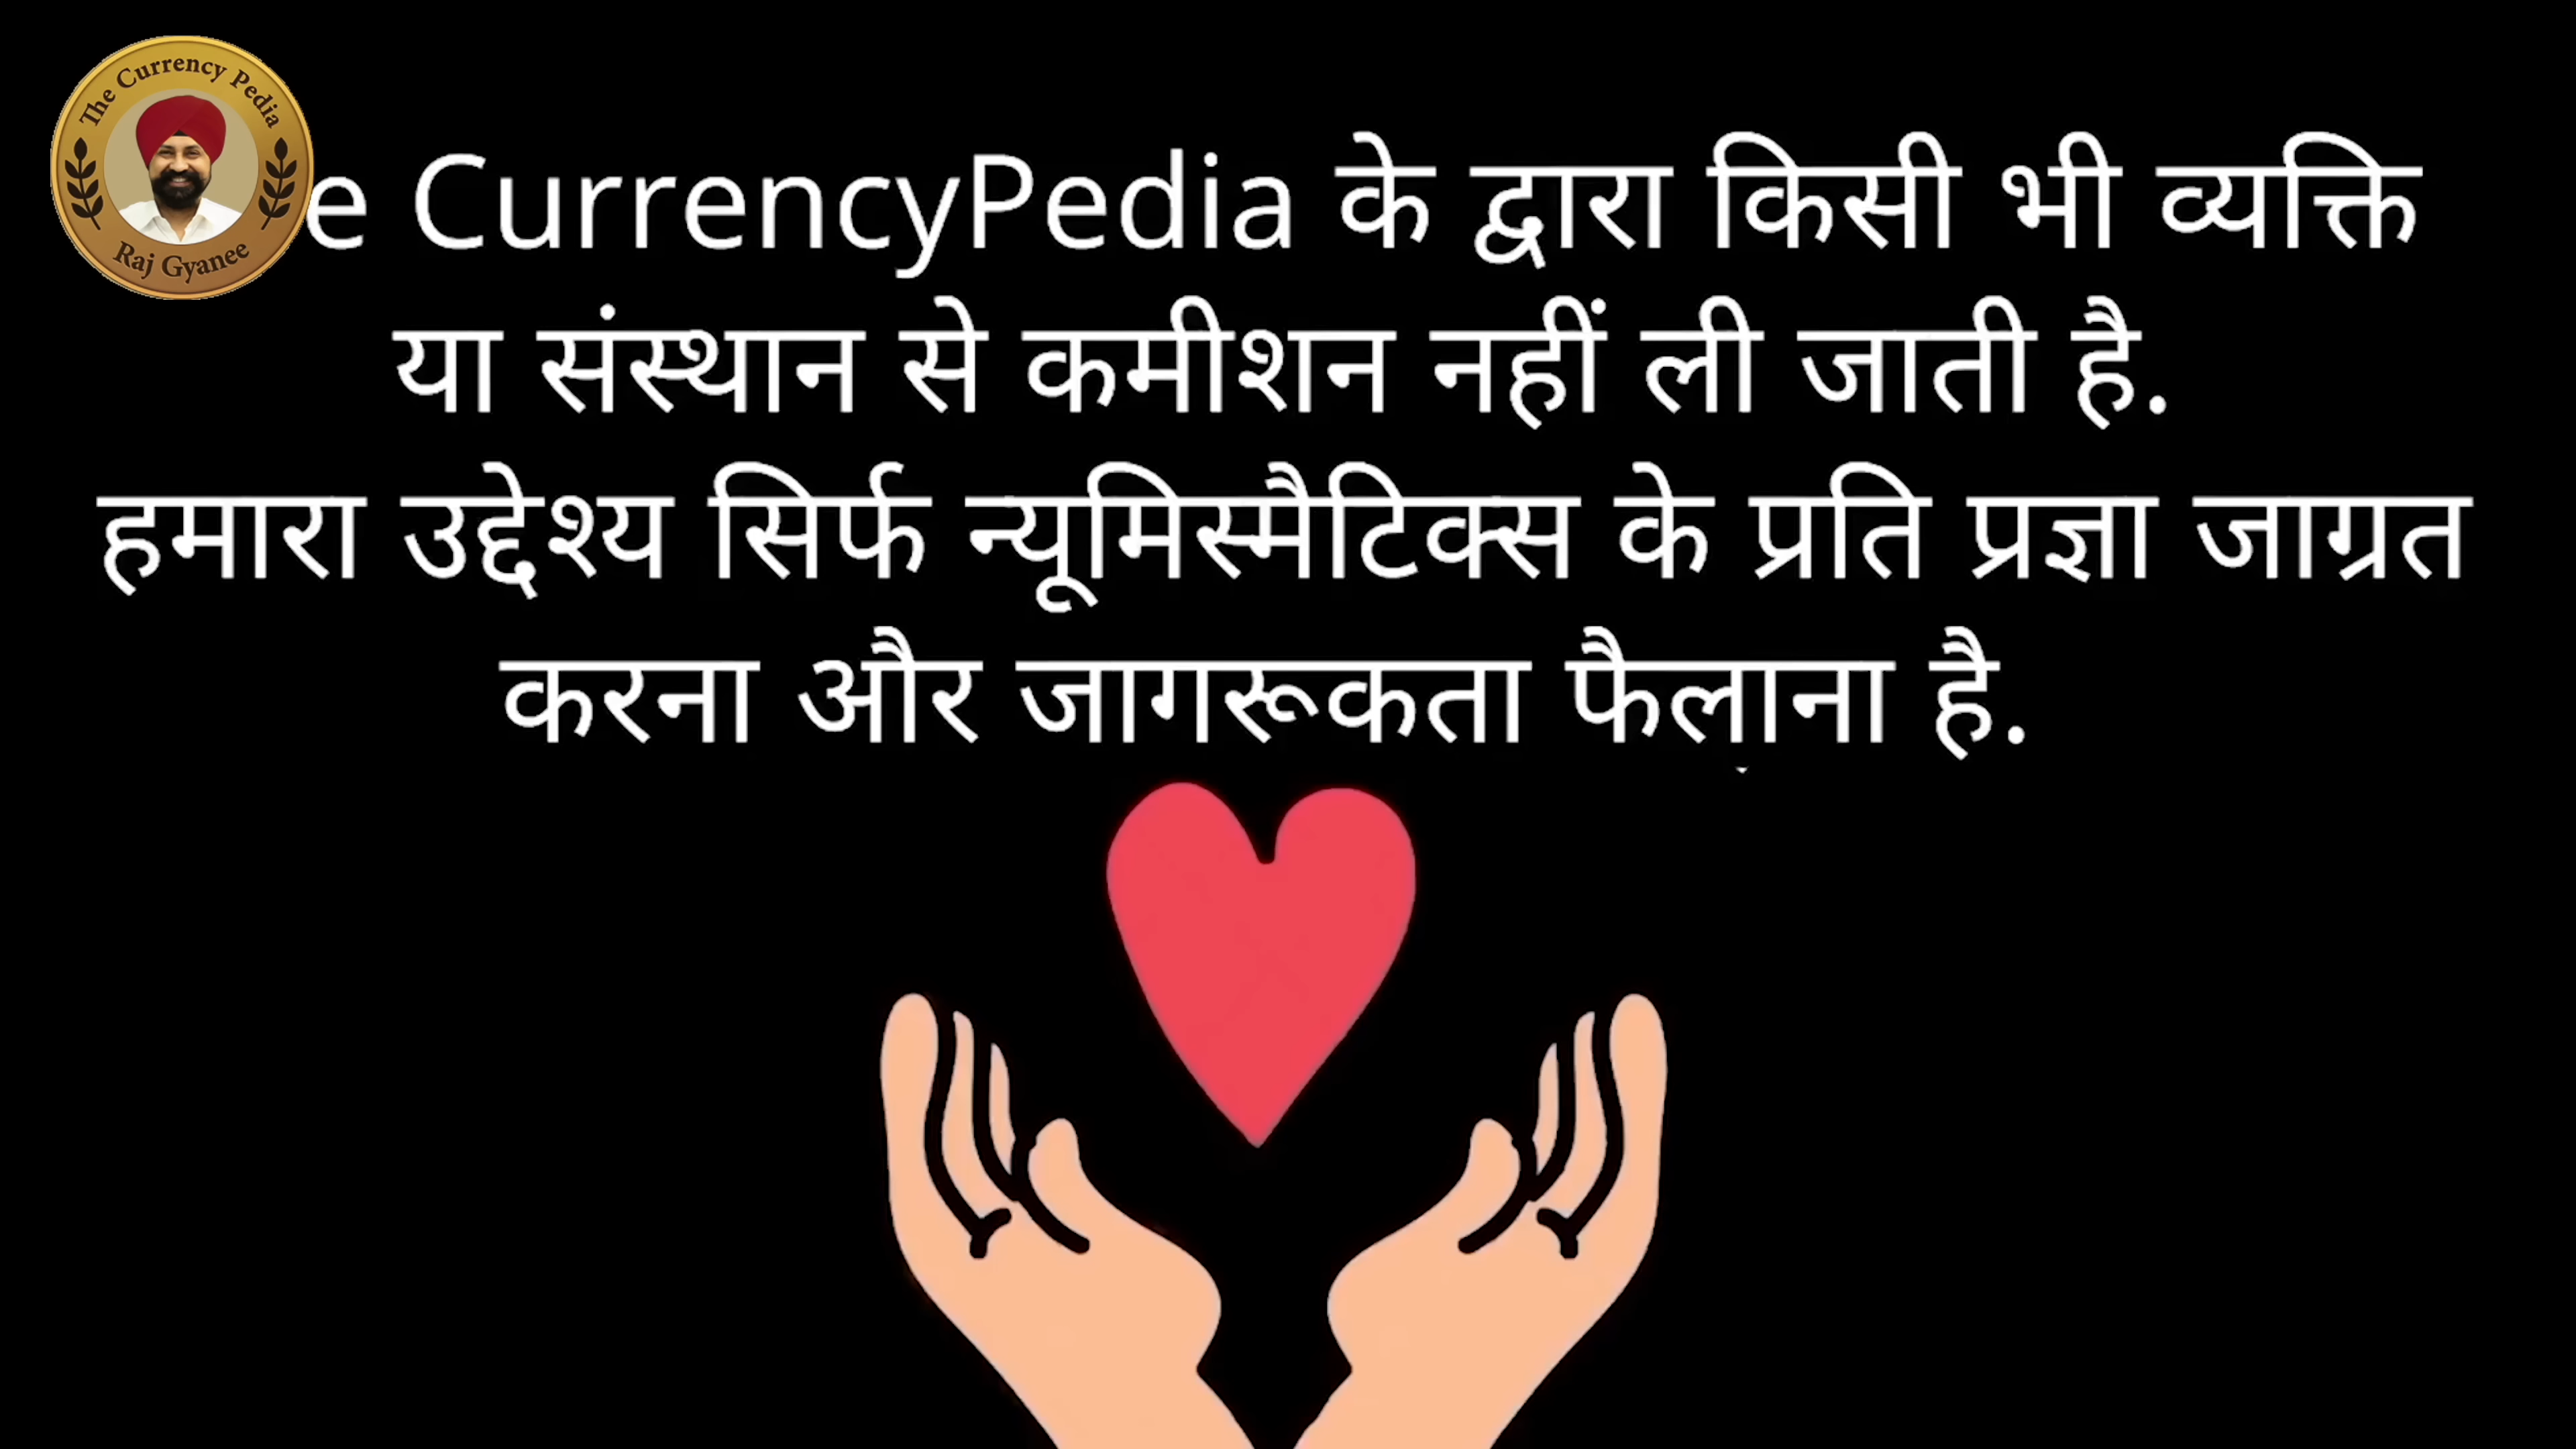 The Currency Pedia
Raj Gyanee
e CurrencyPedia के द्वारा किसी भी व्यक्ति
या संस्थान से कमीशन नहीं ली जाती है.
हमारा उद्देश्य सिर्फ न्यूमिस्मैटिक्स के प्रति प्रज्ञा जाग्रत
करना और जागरूकता फैलाना है.